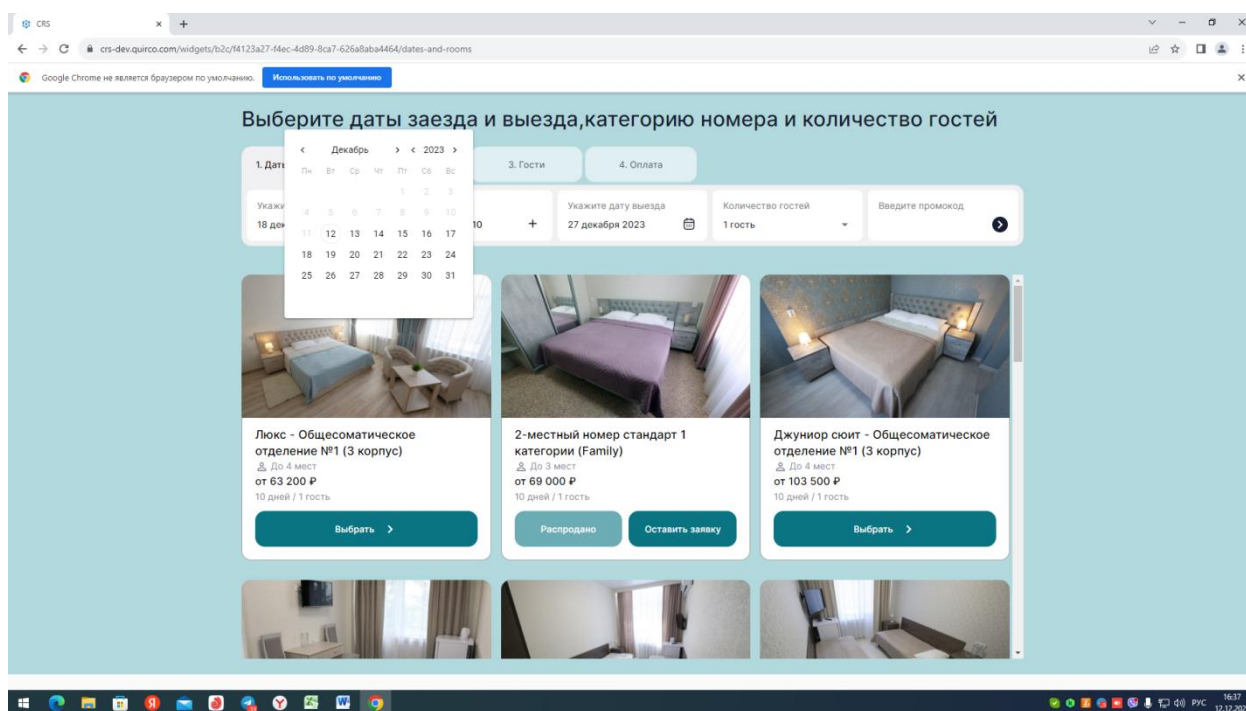 CRS
crs-dev.quirco.com/widgets/b2c/f4123a27-f4ec-4d89-8ca7-626a8aba4464/dates-and-rooms
Google Chrome не является браузером по умолчанию. Использовать по умолчанию
Выберите даты заезда и выезда,категорию номера и количество гостей
1. Даты
3. Гости
4. Оплата
Декабрь 2023
Пн Вт Ср Чт Пт Сб Вс
1 2 3
4 5 6 7 8 9 10
11 12 13 14 15 16 17
18 19 20 21 22 23 24
25 26 27 28 29 30 31
Укажи
18 дек
10 +
Укажите дату выезда
27 декабря 2023
Количество гостей
1 гость
Введите промокод
Люкс - Общесоматическое
отделение №1 (3 корпус)
До 4 мест
от 63 200 ₽
10 дней / 1 гость
Выбрать
2-местный номер стандарт 1
категории (Family)
До 3 мест
от 69 000 ₽
10 дней / 1 гость
Распродано
Оставить заявку
Джуниор сюит - Общесоматическое
отделение №1 (3 корпус)
До 4 мест
от 103 500 ₽
10 дней / 1 гость
Выбрать
РУС
16:37
12.12.202